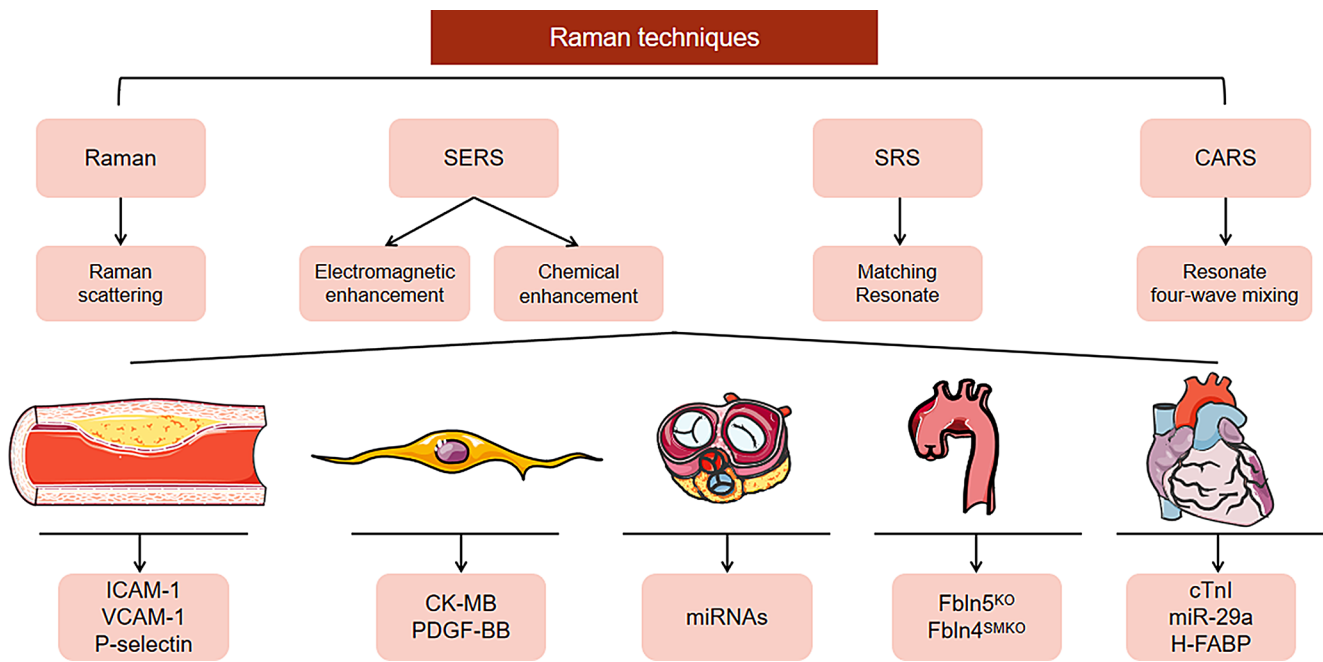 Raman techniques
Raman
SERS
SRS
CARS
Raman
scattering
Electromagnetic
enhancement
Chemical
enhancement
Matching
Resonate
Resonate
four-wave mixing
ICAM-1
VCAM-1
P-selectin
CK-MB
PDGF-BB
miRNAs
Fbln5ᴷᴼ
Fbln4ˢᴹᴷᴼ
cTnI
miR-29a
H-FABP